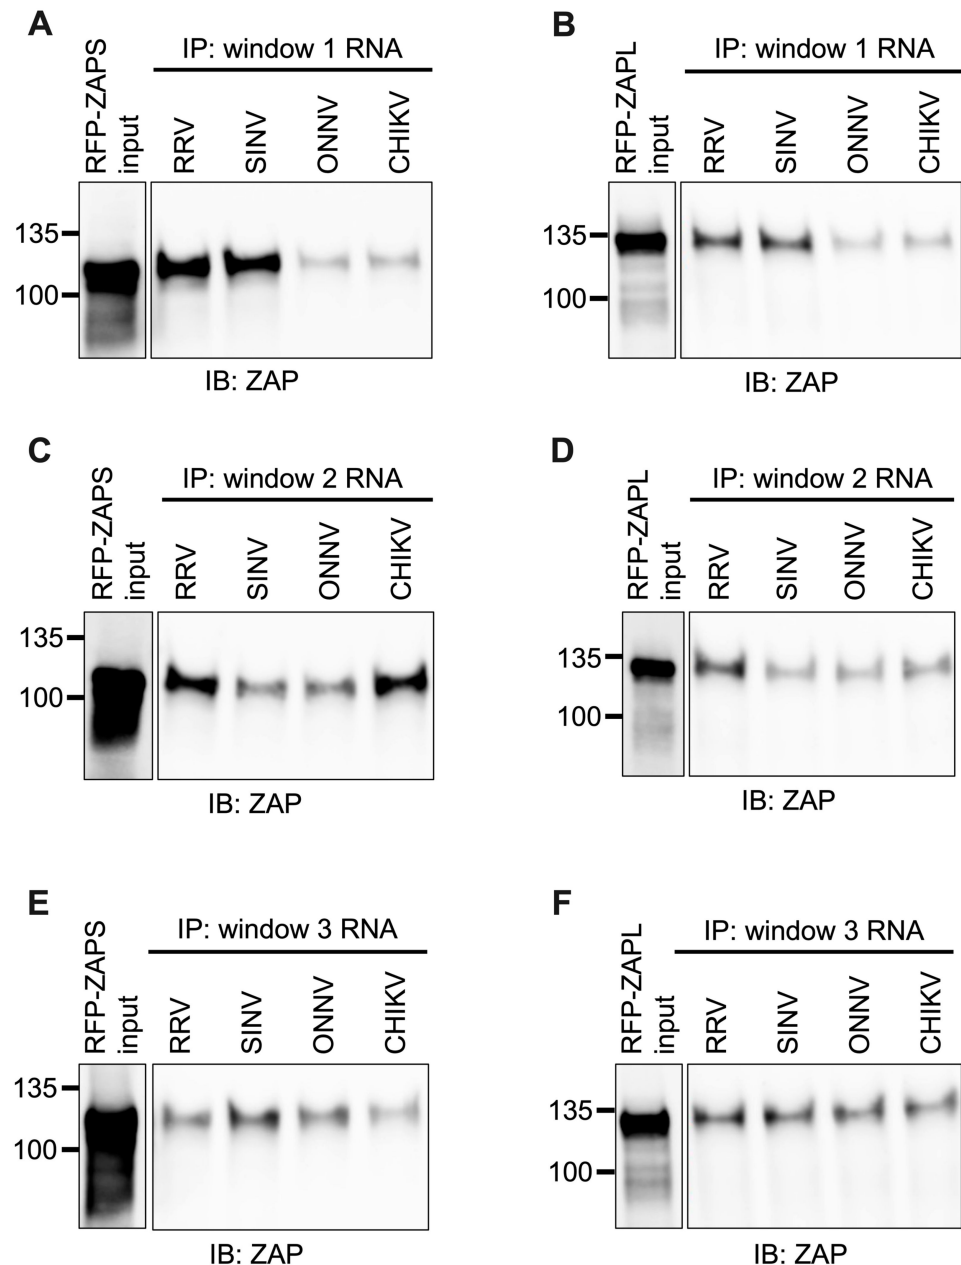 A
RFP-ZAPS
input
IP: window 1 RNA
RRV
SINV
ONNV
CHIKV
135
100
IB: ZAP
B
RFP-ZAPL
input
IP: window 1 RNA
RRV
SINV
ONNV
CHIKV
135
100
IB: ZAP
C
RFP-ZAPS
input
IP: window 2 RNA
RRV
SINV
ONNV
CHIKV
135
100
IB: ZAP
D
RFP-ZAPL
input
IP: window 2 RNA
RRV
SINV
ONNV
CHIKV
135
100
IB: ZAP
E
RFP-ZAPS
input
IP: window 3 RNA
RRV
SINV
ONNV
CHIKV
135
100
IB: ZAP
F
RFP-ZAPL
input
IP: window 3 RNA
RRV
SINV
ONNV
CHIKV
135
100
IB: ZAP